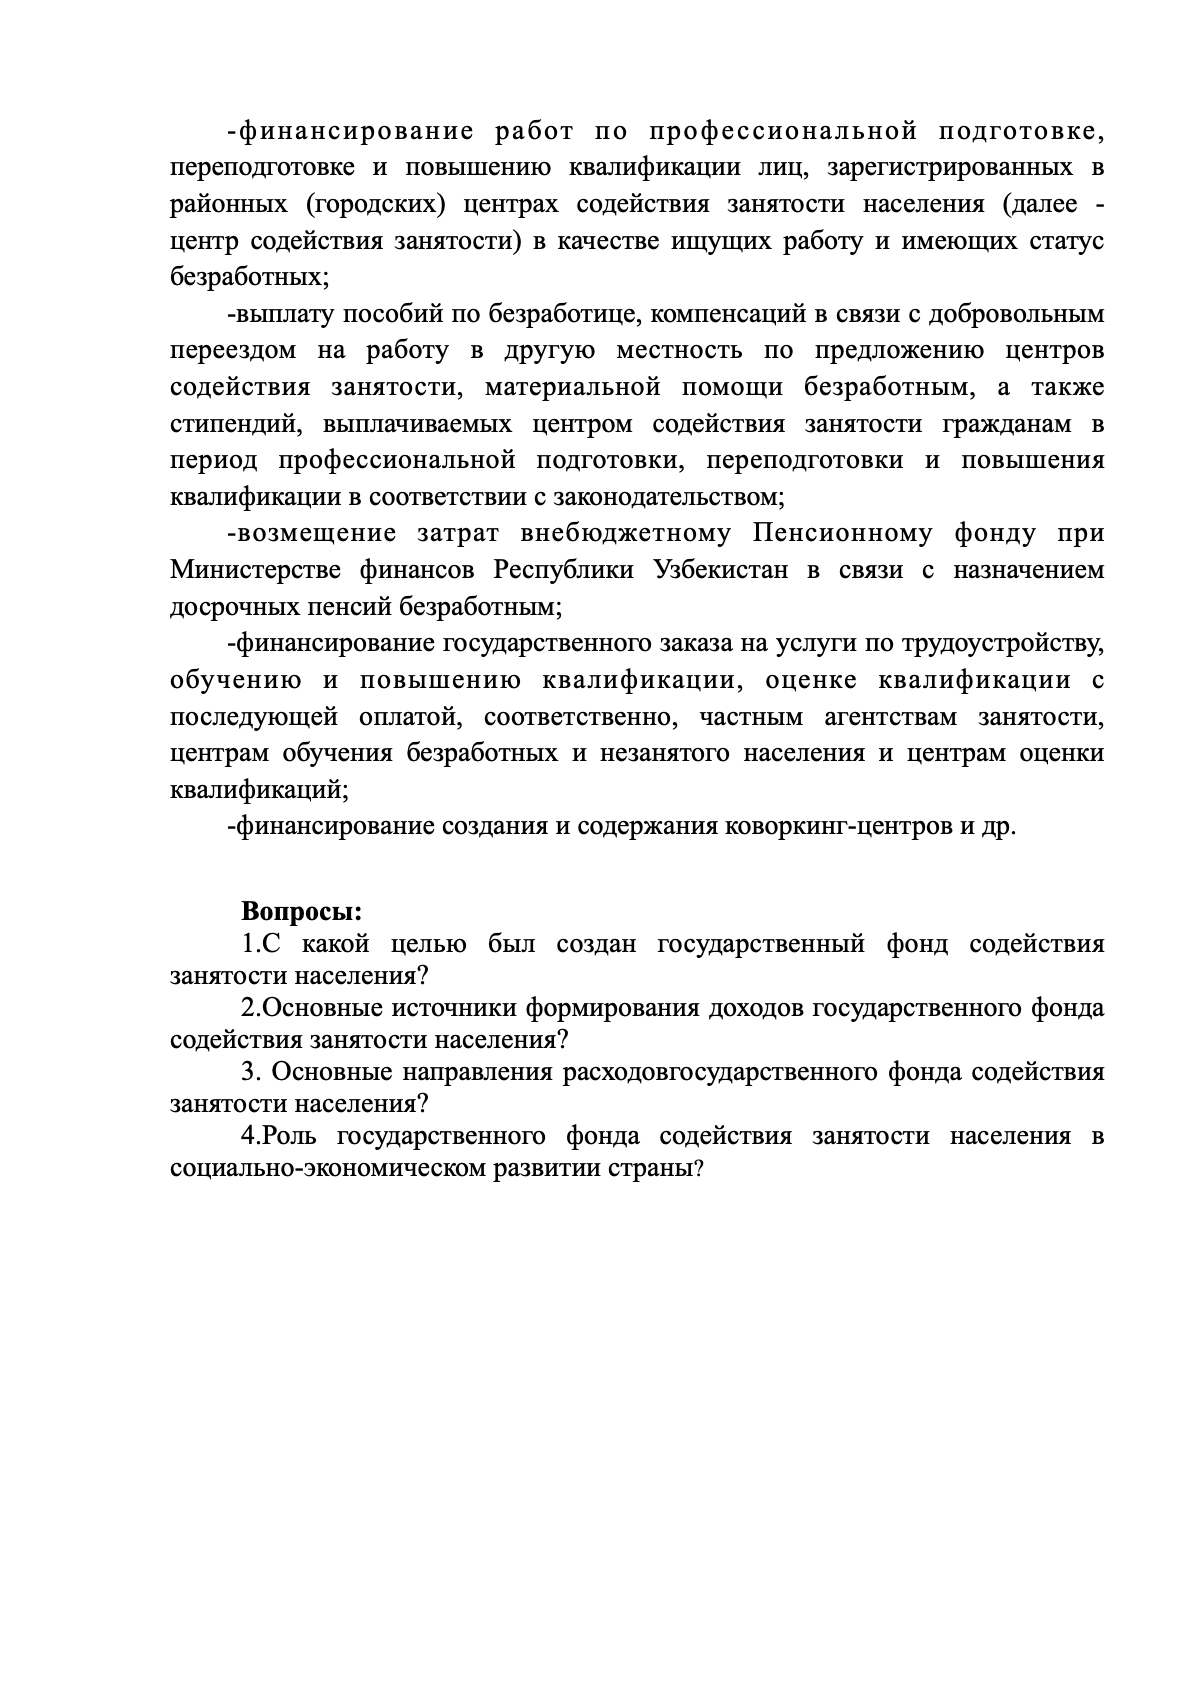 -финансирование работ по профессиональной подготовке,
переподготовке и повышению квалификации лиц, зарегистрированных в
районных (городских) центрах содействия занятости населения (далее -
центр содействия занятости) в качестве ищущих работу и имеющих статус
безработных;
-выплату пособий по безработице, компенсаций в связи с добровольным
переездом на работу в другую местность по предложению центров
содействия занятости, материальной помощи безработным, а также
стипендий, выплачиваемых центром содействия занятости гражданам в
период профессиональной подготовки, переподготовки и повышения
квалификации в соответствии с законодательством;
-возмещение затрат внебюджетному Пенсионному фонду при
Министерстве финансов Республики Узбекистан в связи с назначением
досрочных пенсий безработным;
-финансирование государственного заказа на услуги по трудоустройству,
обучению и повышению квалификации, оценке квалификации с
последующей оплатой, соответственно, частным агентствам занятости,
центрам обучения безработных и незанятого населения и центрам оценки
квалификаций;
-финансирование создания и содержания коворкинг-центров и др.
Вопросы:
1.С какой целью был создан государственный фонд содействия
занятости населения?
2.Основные источники формирования доходов государственного фонда
содействия занятости населения?
3. Основные направления расходовгосударственного фонда содействия
занятости населения?
4.Роль государственного фонда содействия занятости населения в
социально-экономическом развитии страны?